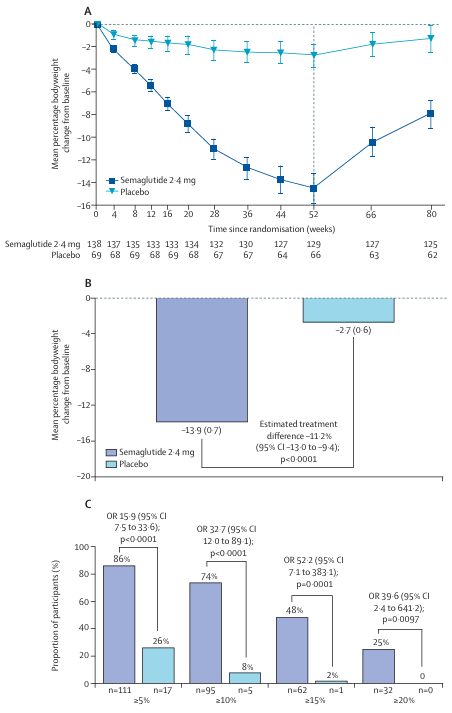 A
0
−2
−4
−6
−8
−10
−12
−14
−16
Mean percentage bodyweight
change from baseline
Semaglutide 2·4 mg
Placebo
0 4 8 12 16 20 28 36 44 52 66 80
Time since randomisation (weeks)
Semaglutide 2·4 mg 138 137 135 133 133 134 132 130 127 129 127 125
Placebo 69 68 69 69 68 68 67 67 64 66 63 62
B
0
−4
−8
−12
−16
−20
Mean percentage bodyweight
change from baseline
−2·7 (0·6)
−13·9 (0·7)
Estimated treatment
difference −11·2%
(95% CI −13·0 to −9·4);
p<0·0001
Semaglutide 2·4 mg
Placebo
C
OR 15·9 (95% CI
7·5 to 33·6);
p<0·0001
OR 32·7 (95% CI
12·0 to 89·1);
p<0·0001
OR 52·2 (95% CI
7·1 to 383·1);
p=0·0001
OR 39·6 (95% CI
2·4 to 641·2);
p=0·0097
100
80
60
40
20
0
Proportion of participants (%)
86% 26% 74% 8% 48% 2% 25% 0
n=111 n=17 n=95 n=5 n=62 n=1 n=32 n=0
≥5% ≥10% ≥15% ≥20%